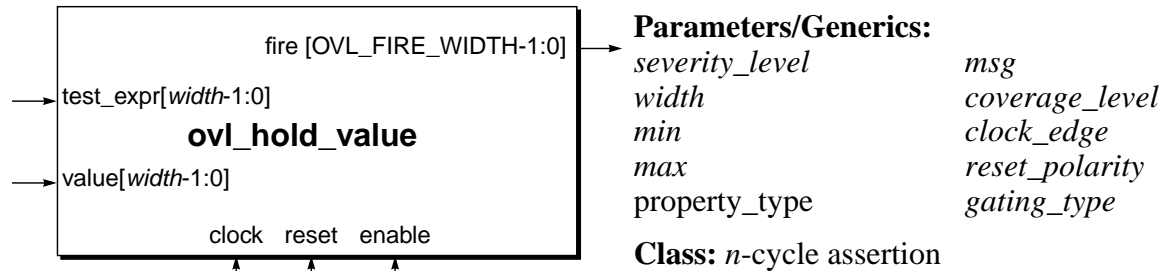 fire [OVL_FIRE_WIDTH-1:0]
test_expr[width-1:0]
ovl_hold_value
value[width-1:0]
clock reset enable
Parameters/Generics:
severity_level msg
width coverage_level
min clock_edge
max reset_polarity
property_type gating_type
Class: n-cycle assertion